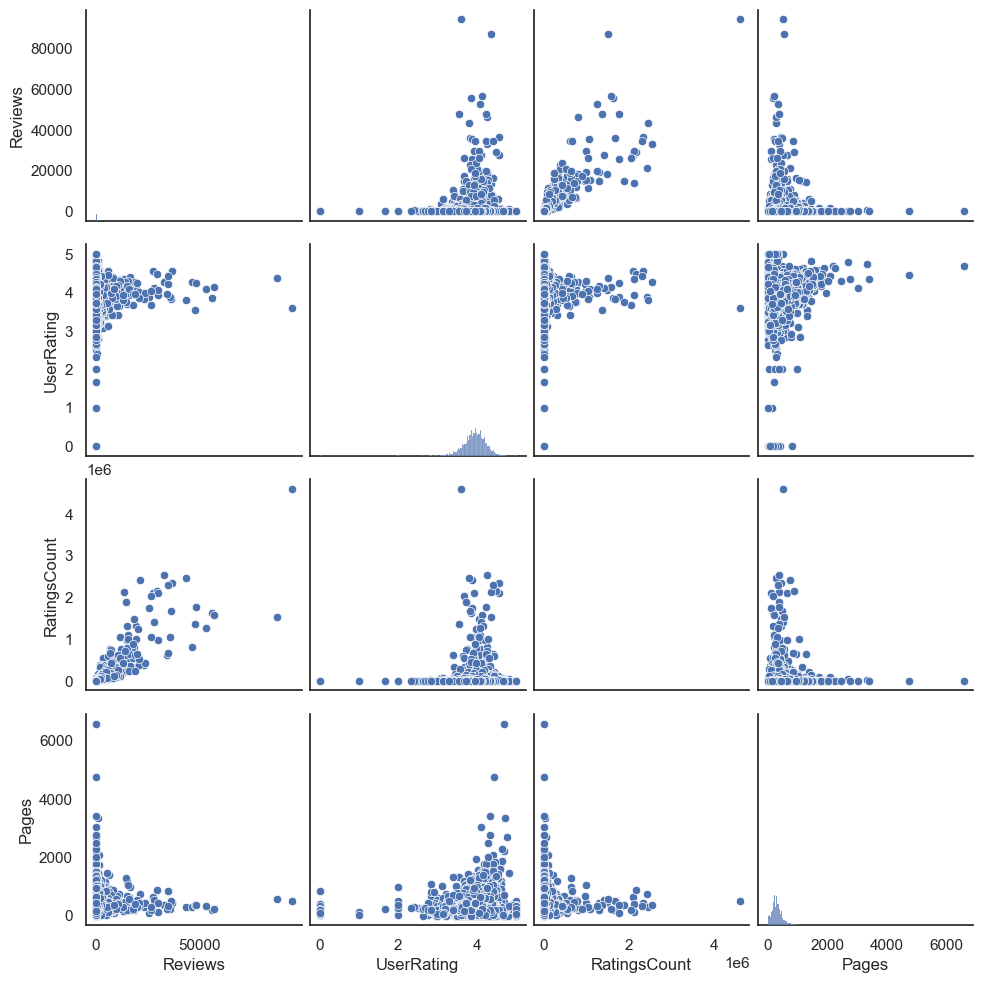 80000
60000
Reviews
40000
20000
0
5
4
3
UserRating
2
1
0
1e6
4
3
RatingsCount
2
1
0
6000
4000
Pages
2000
0
0 50000 0 2 4 0 2 4 0 2000 4000 6000
1e6
Reviews UserRating RatingsCount Pages